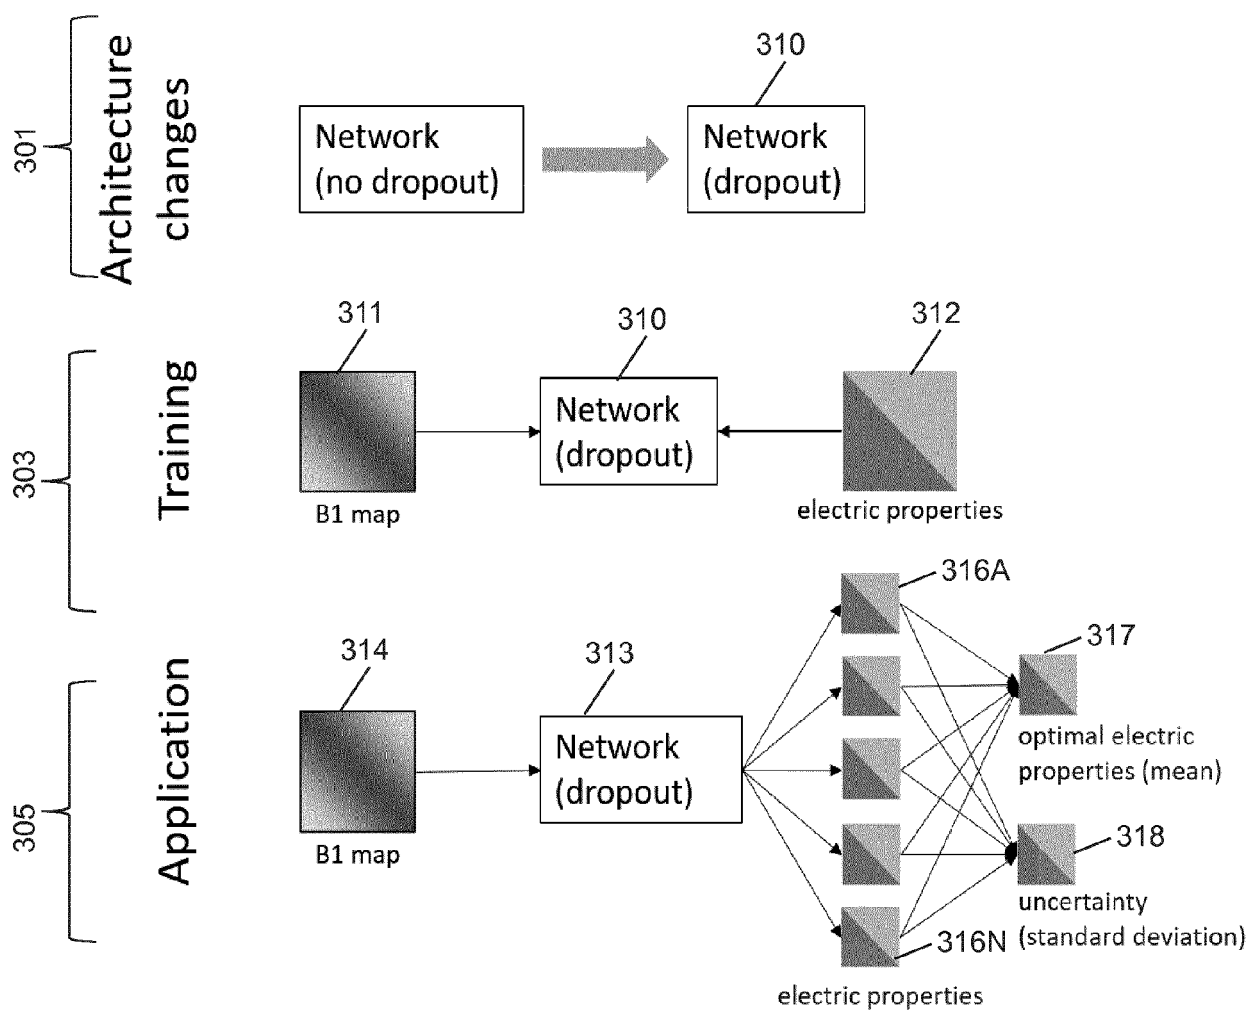 301
Architecture
changes
310
Network
(no dropout)
Network
(dropout)
303
Training
311
310
312
Network
(dropout)
B1 map
electric properties
305
Application
314
313
316A
317
Network
(dropout)
optimal electric
properties (mean)
B1 map
318
uncertainty
(standard deviation)
316N
electric properties